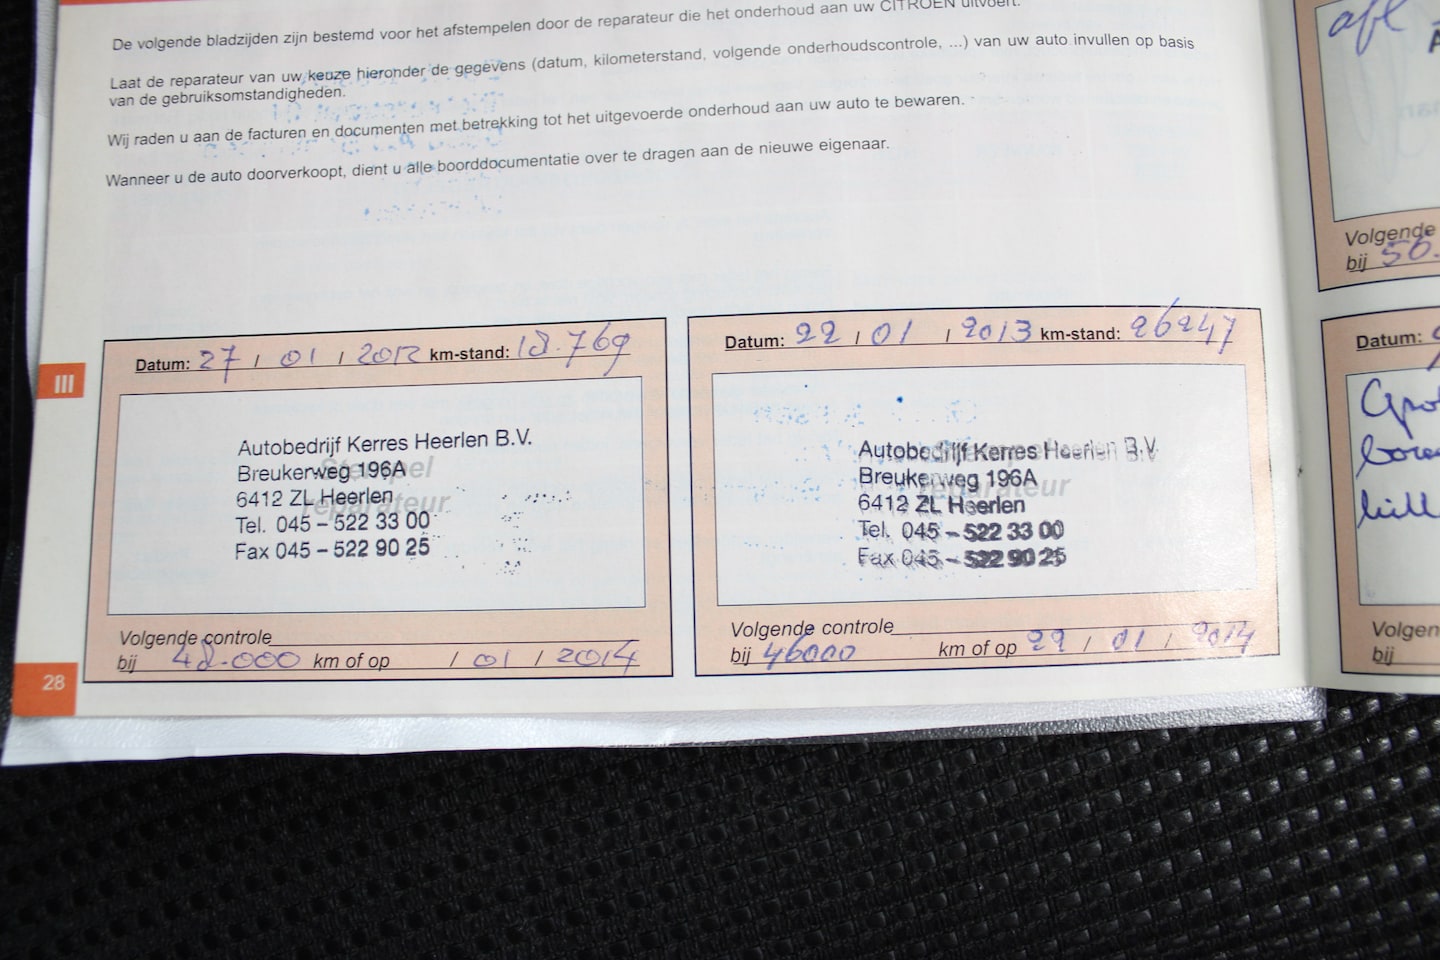 De volgende bladzijden zijn bestemd voor het afstempelen door de reparateur die het onderhoud aan uw CITROËN uitvoert.
Laat de reparateur van uw keuze hieronder de gegevens (datum, kilometerstand, volgende onderhoudscontrole, ...) van uw auto invullen op basis
van de gebruiksomstandigheden.
Wij raden u aan de facturen en documenten met betrekking tot het uitgevoerde onderhoud aan uw auto te bewaren.
Wanneer u de auto doorverkoopt, dient u alle boorddocumentatie over te dragen aan de nieuwe eigenaar.
III
Datum: 27 / 01 / 2012 km-stand: 18.769
Stempel
reparateur
Autobedrijf Kerres Heerlen B.V.
Breukerweg 196A
6412 ZL Heerlen
Tel. 045 – 522 33 00
Fax 045 – 522 90 25
Volgende controle
bij 48.000 km of op / 01 / 2014
Datum: 22 / 01 / 2013 km-stand: 26247
reparateur
Autobedrijf Kerres Heerlen B.V
Breukerweg 196A
6412 ZL Heerlen
Tel. 045 – 522 33 00
Fax 045 – 522 90 25
Volgende controle
bij 46000 km of op 22 / 01 / 2014
28
Volgende
bij 56.
Datum:
Volgen
bij